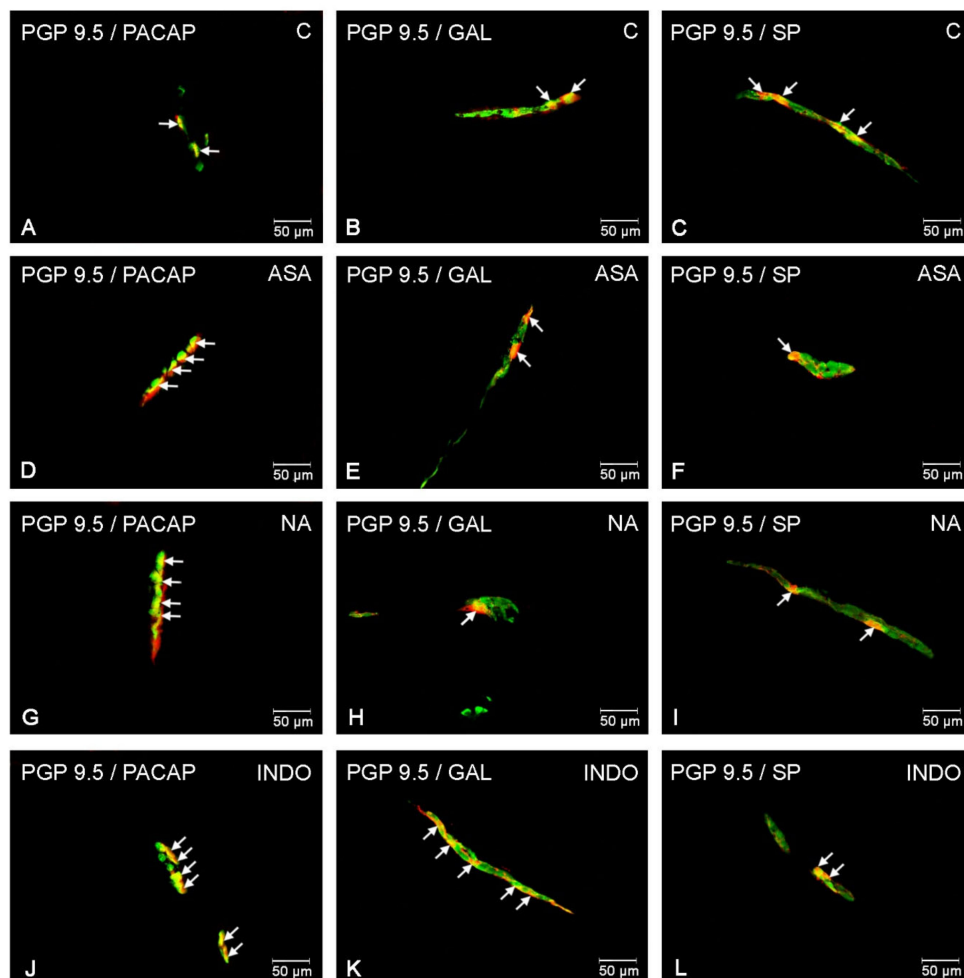 PGP 9.5 / PACAP C
A 50 µm
PGP 9.5 / GAL C
B 50 µm
PGP 9.5 / SP C
C 50 µm
PGP 9.5 / PACAP ASA
D 50 µm
PGP 9.5 / GAL ASA
E 50 µm
PGP 9.5 / SP ASA
F 50 µm
PGP 9.5 / PACAP NA
G 50 µm
PGP 9.5 / GAL NA
H 50 µm
PGP 9.5 / SP NA
I 50 µm
PGP 9.5 / PACAP INDO
J 50 µm
PGP 9.5 / GAL INDO
K 50 µm
PGP 9.5 / SP INDO
L 50 µm